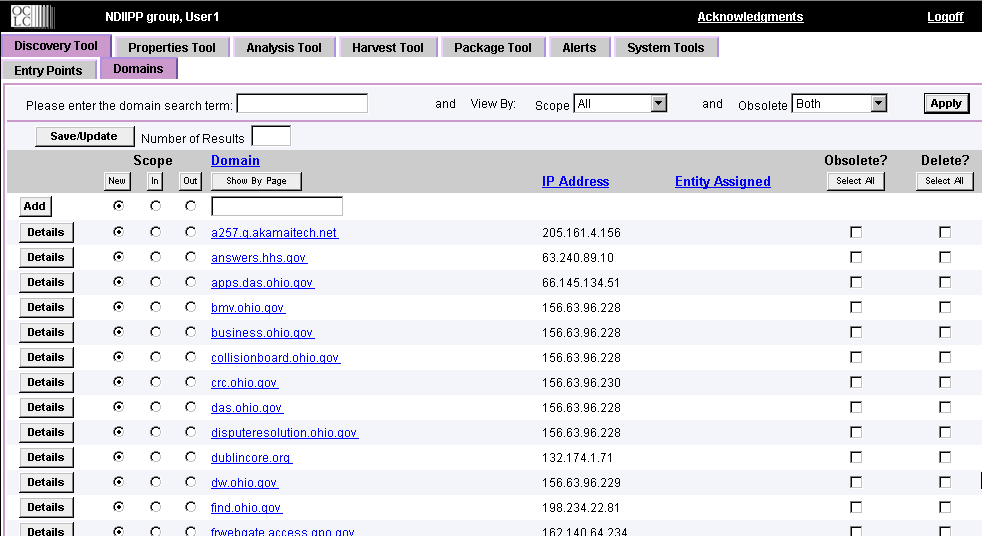 OC
LC
NDIIPP group, User1 Acknowledgments Logoff
Discovery Tool Properties Tool Analysis Tool Harvest Tool Package Tool Alerts System Tools
Entry Points Domains
Please enter the domain search term: and View By: Scope All and Obsolete Both Apply
Save/Update Number of Results
Scope Domain Obsolete? Delete?
New In Out Show By Page IP Address Entity Assigned Select All Select All
Add
Details a257.g.akamaitech.net 205.161.4.156
Details answers.hhs.gov 63.240.89.10
Details apps.das.ohio.gov 66.145.134.51
Details bmv.ohio.gov 156.63.96.228
Details business.ohio.gov 156.63.96.228
Details collisionboard.ohio.gov 156.63.96.228
Details crc.ohio.gov 156.63.96.230
Details das.ohio.gov 156.63.96.228
Details disputeresolution.ohio.gov 156.63.96.228
Details dublincore.org 132.174.1.71
Details dw.ohio.gov 156.63.96.229
Details find.ohio.gov 198.234.22.81
Details frwebgate.access.gpo.gov 162.140.64.234